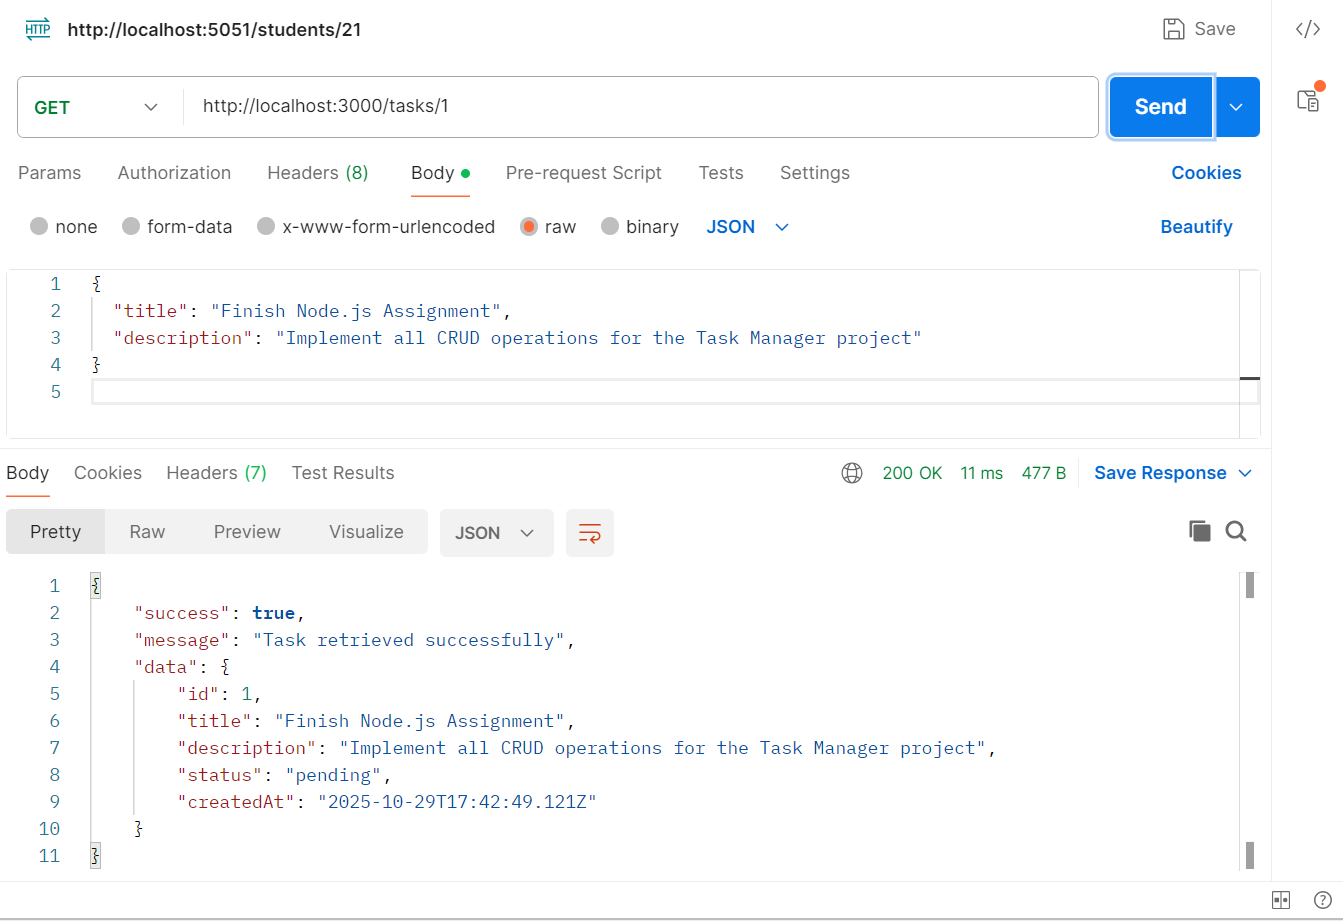 HTTP http://localhost:5051/students/21 Save </>
GET http://localhost:3000/tasks/1 Send
Params Authorization Headers (8) Body Pre-request Script Tests Settings Cookies
none form-data x-www-form-urlencoded raw binary JSON Beautify
1 {
2 "title": "Finish Node.js Assignment",
3 "description": "Implement all CRUD operations for the Task Manager project"
4 }
5
Body Cookies Headers (7) Test Results 200 OK 11 ms 477 B Save Response
Pretty Raw Preview Visualize JSON
1 {
2 "success": true,
3 "message": "Task retrieved successfully",
4 "data": {
5 "id": 1,
6 "title": "Finish Node.js Assignment",
7 "description": "Implement all CRUD operations for the Task Manager project",
8 "status": "pending",
9 "createdAt": "2025-10-29T17:42:49.121Z"
10 }
11 }